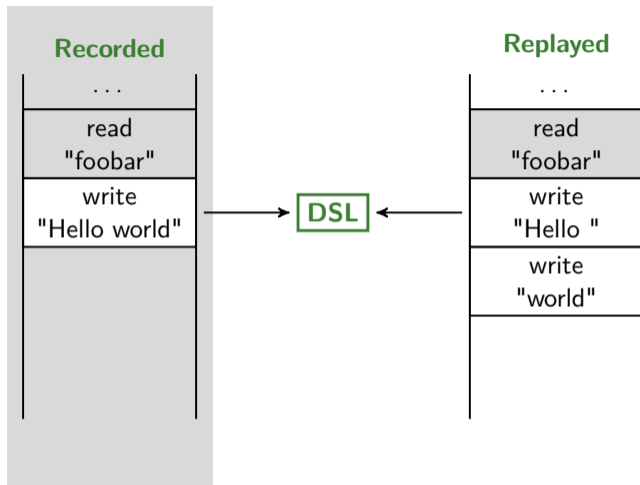 Recorded
. . .
read
"foobar"
write
"Hello world"
DSL
Replayed
. . .
read
"foobar"
write
"Hello "
write
"world"